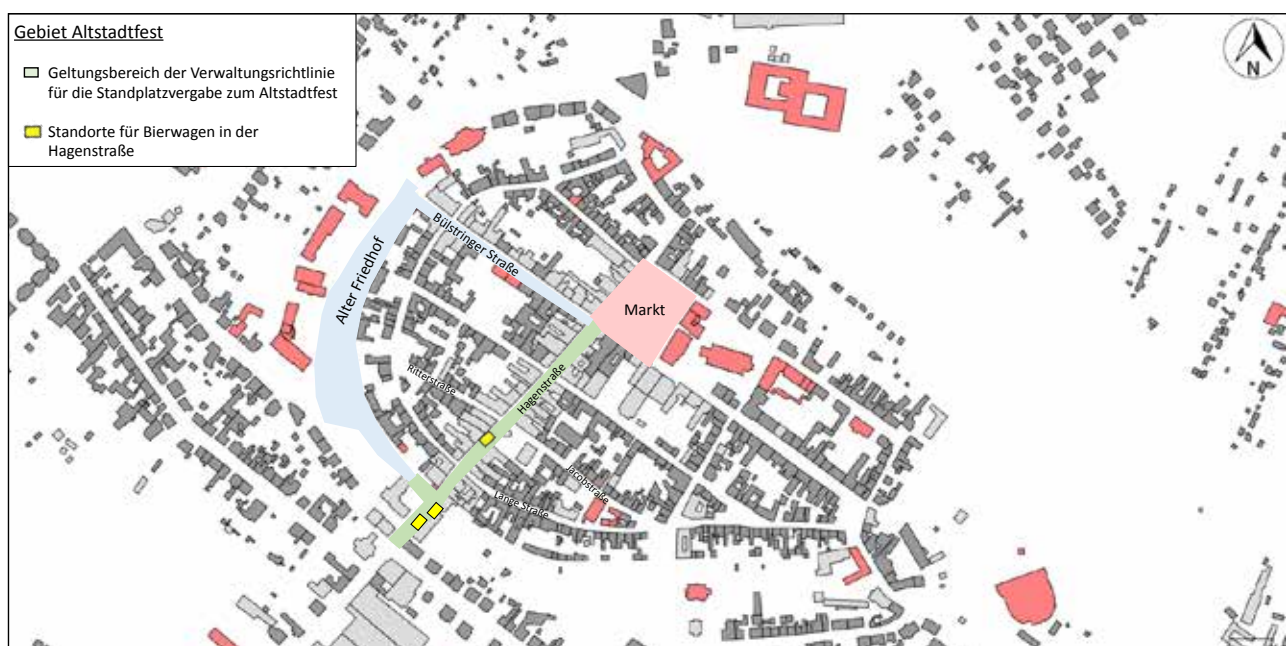 Gebiet Altstadtfest
Geltungsbereich der Verwaltungsrichtlinie
für die Standplatzvergabe zum Altstadtfest
Standorte für Bierwagen in der
Hagenstraße
N
Bülstringer Straße
Alter Friedhof
Markt
Hagenstraße
Ritterstraße
Jacobstraße
Lange Straße